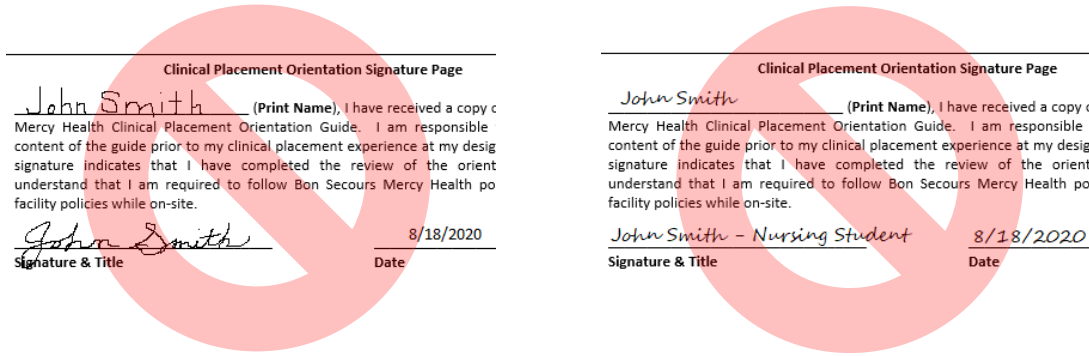 Clinical Placement Orientation Signature Page
John Smith (Print Name), I have received a copy
Mercy Health Clinical Placement Orientation Guide. I am responsible
content of the guide prior to my clinical placement experience at my desig
signature indicates that I have completed the review of the orient
understand that I am required to follow Bon Secours Mercy Health po
facility policies while on-site.
John Smith 8/18/2020
Signature & Title Date
Clinical Placement Orientation Signature Page
John Smith (Print Name), I have received a copy
Mercy Health Clinical Placement Orientation Guide. I am responsible
content of the guide prior to my clinical placement experience at my desig
signature indicates that I have completed the review of the orient
understand that I am required to follow Bon Secours Mercy Health po
facility policies while on-site.
John Smith - Nursing Student 8/18/2020
Signature & Title Date